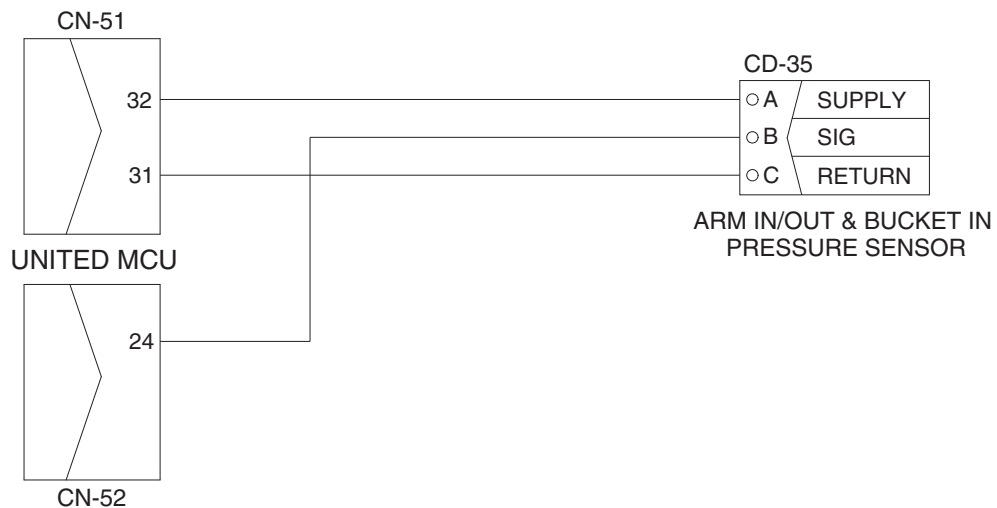 CN-51
CD-35
32
A SUPPLY
B SIG
31
C RETURN
ARM IN/OUT & BUCKET IN
PRESSURE SENSOR
UNITED MCU
24
CN-52